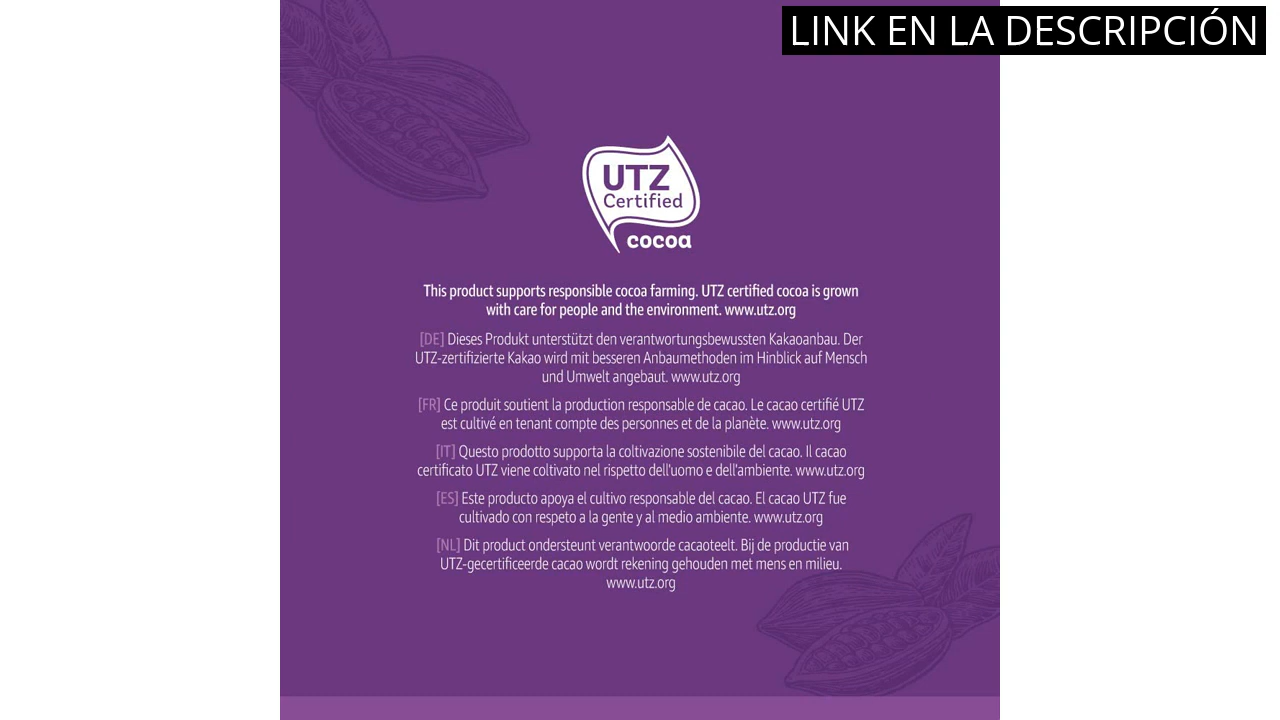 LINK EN LA DESCRIPCIÓN
UTZ
Certified
cocoa
This product supports responsible cocoa farming. UTZ certified cocoa is grown
with care for people and the environment. www.utz.org
[DE] Dieses Produkt unterstützt den verantwortungsbewussten Kakaoanbau. Der
UTZ-zertifizierte Kakao wird mit besseren Anbaumethoden im Hinblick auf Mensch
und Umwelt angebaut. www.utz.org
[FR] Ce produit soutient la production responsable de cacao. Le cacao certifié UTZ
est cultivé en tenant compte des personnes et de la planète. www.utz.org
[IT] Questo prodotto supporta la coltivazione sostenibile del cacao. Il cacao
certificato UTZ viene coltivato nel rispetto dell'uomo e dell'ambiente. www.utz.org
[ES] Este producto apoya el cultivo responsable del cacao. El cacao UTZ fue
cultivado con respeto a la gente y al medio ambiente. www.utz.org
[NL] Dit product ondersteunt verantwoorde cacaoteelt. Bij de productie van
UTZ-gecertificeerde cacao wordt rekening gehouden met mens en milieu.
www.utz.org